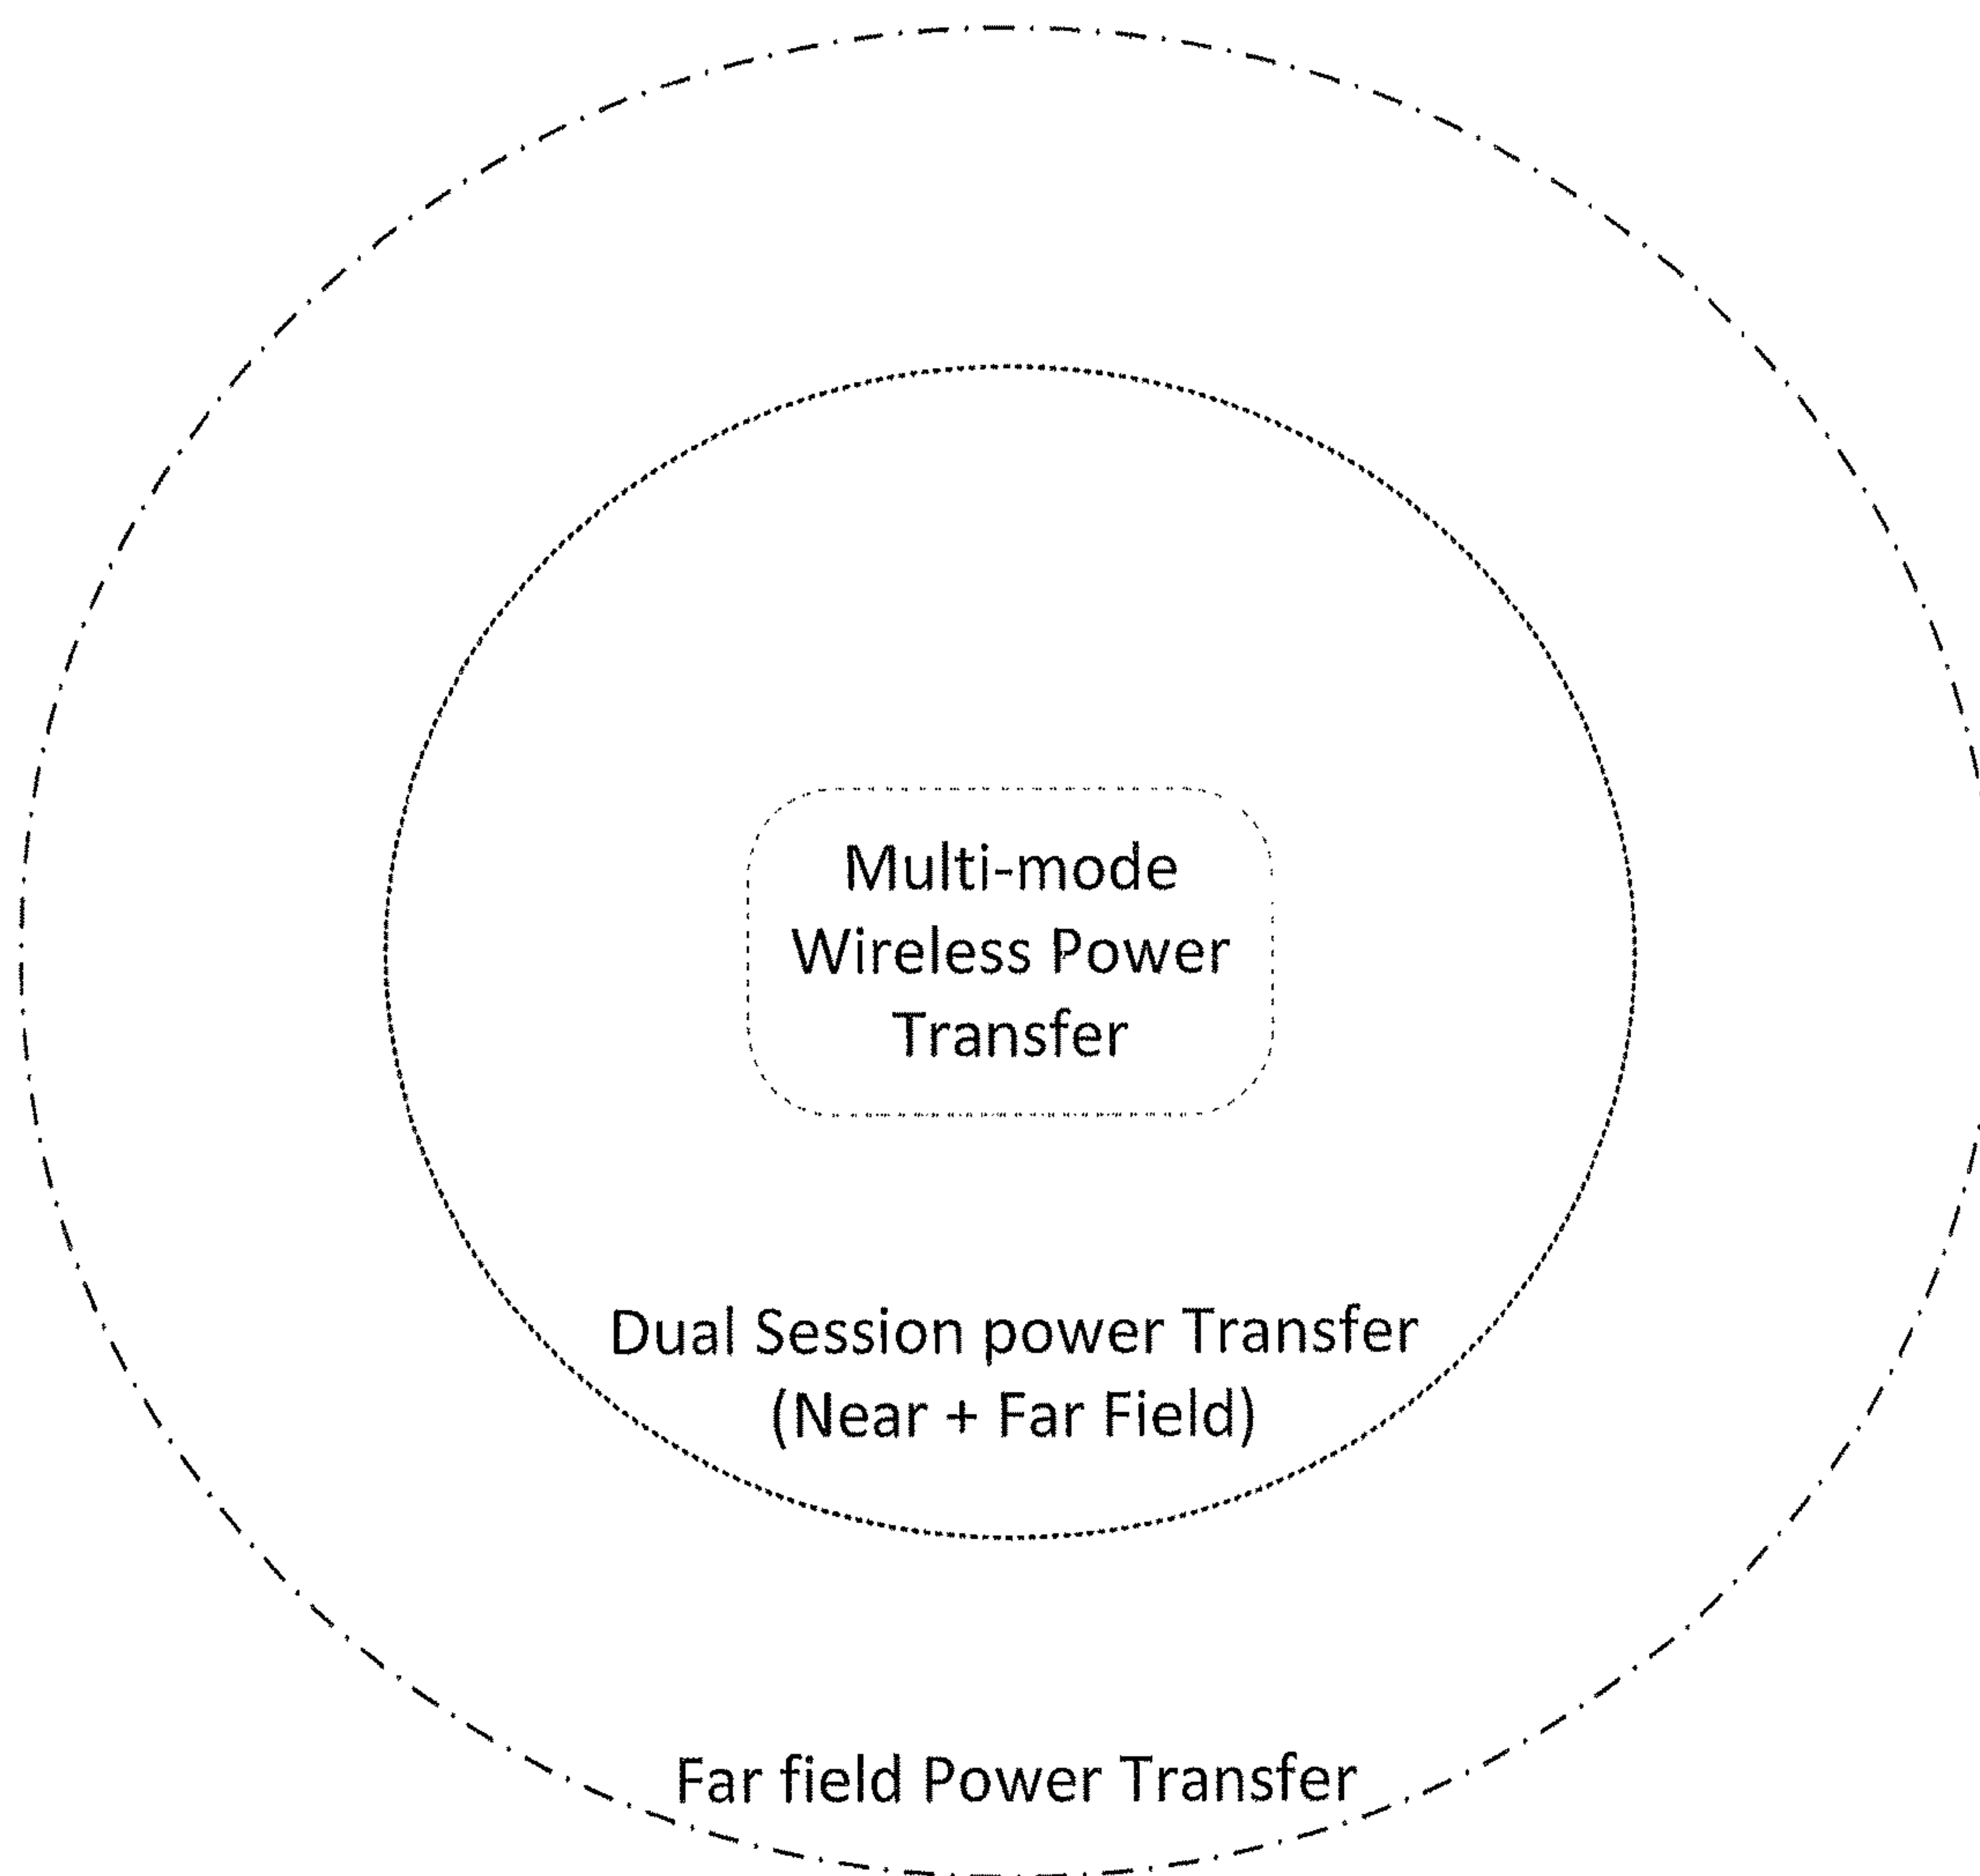 Multi-mode
Wireless Power
Transfer
Dual Session power Transfer
(Near + Far Field)
Far field Power Transfer